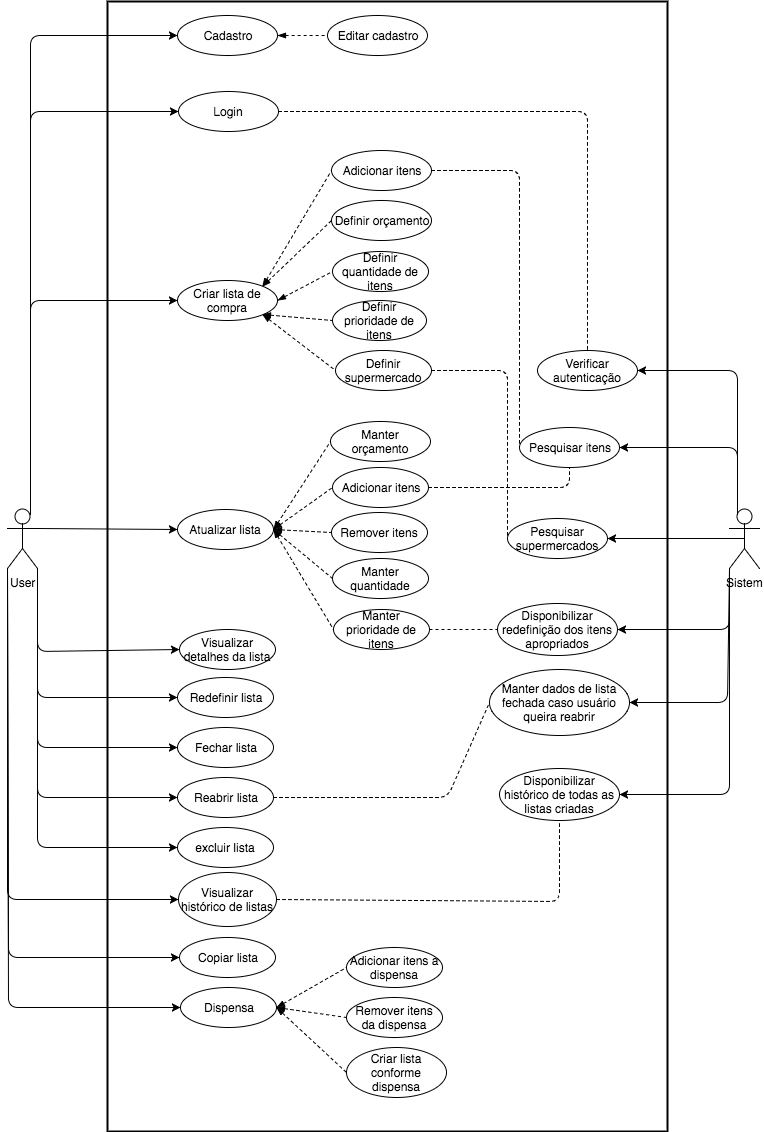 Cadastro
Editar cadastro
Login
Adicionar itens
Definir orçamento
Definir
quantidade de
itens
Criar lista de
compra
Definir
prioridade de
itens
Definir
supermercado
Verificar
autenticação
Manter
orçamento
Pesquisar itens
Adicionar itens
Atualizar lista
Remover itens
Pesquisar
supermercados
User
Sistem
Manter
quantidade
Manter
prioridade de
itens
Disponibilizar
redefinição dos itens
apropriados
Visualizar
detalhes da lista
Redefinir lista
Manter dados de lista
fechada caso usuário
queira reabrir
Fechar lista
Reabrir lista
Disponibilizar
histórico de todas as
listas criadas
excluir lista
Visualizar
histórico de listas
Copiar lista
Adicionar itens a
dispensa
Dispensa
Remover itens
da dispensa
Criar lista
conforme
dispensa